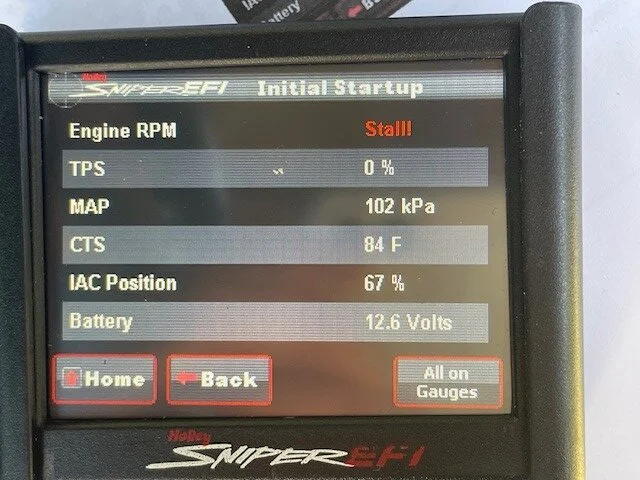 Battery
Holley
SNIPER EFI Initial Startup
Engine RPM Stall!
TPS 0 %
MAP 102 kPa
CTS 84 F
IAC Position 67 %
Battery 12.6 Volts
Home Back All on
Gauges
Holley
SNIPER EFI